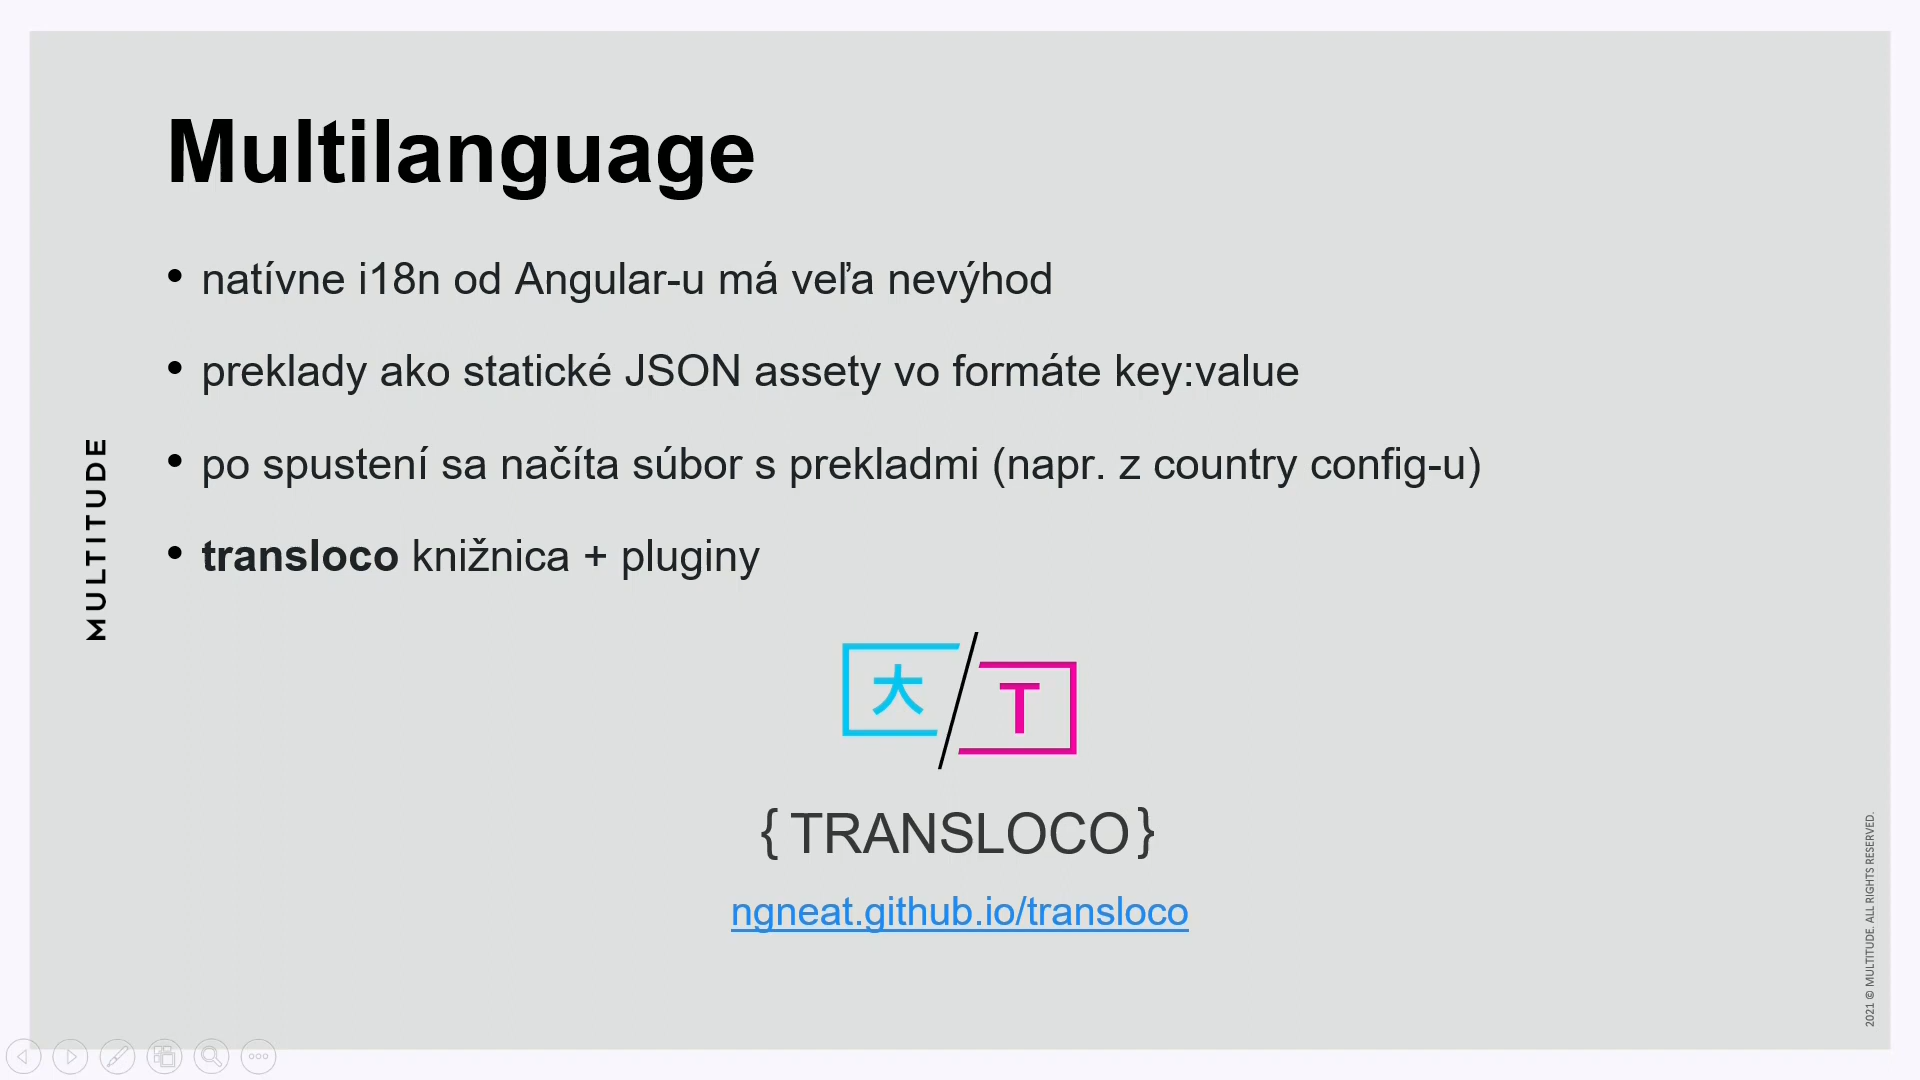 Multilanguage
• natívne i18n od Angular-u má veľa nevýhod
• preklady ako statické JSON assety vo formáte key:value
• po spustení sa načíta súbor s prekladmi (napr. z country config-u)
• transloco knižnica + pluginy
MULTITUDE
大/T
{TRANSLOCO}
ngneat.github.io/transloco
2021 © MULTITUDE. ALL RIGHTS RESERVED.